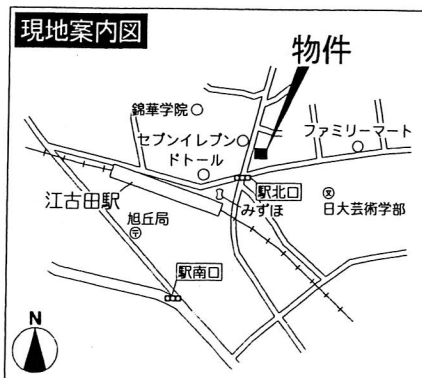 現地案内図
物件
錦華学院
セブンイレブン
ファミリーマート
ドトール
江古田駅
駅北口
みずほ
文
日大芸術学部
旭丘局
〒
駅南口
N